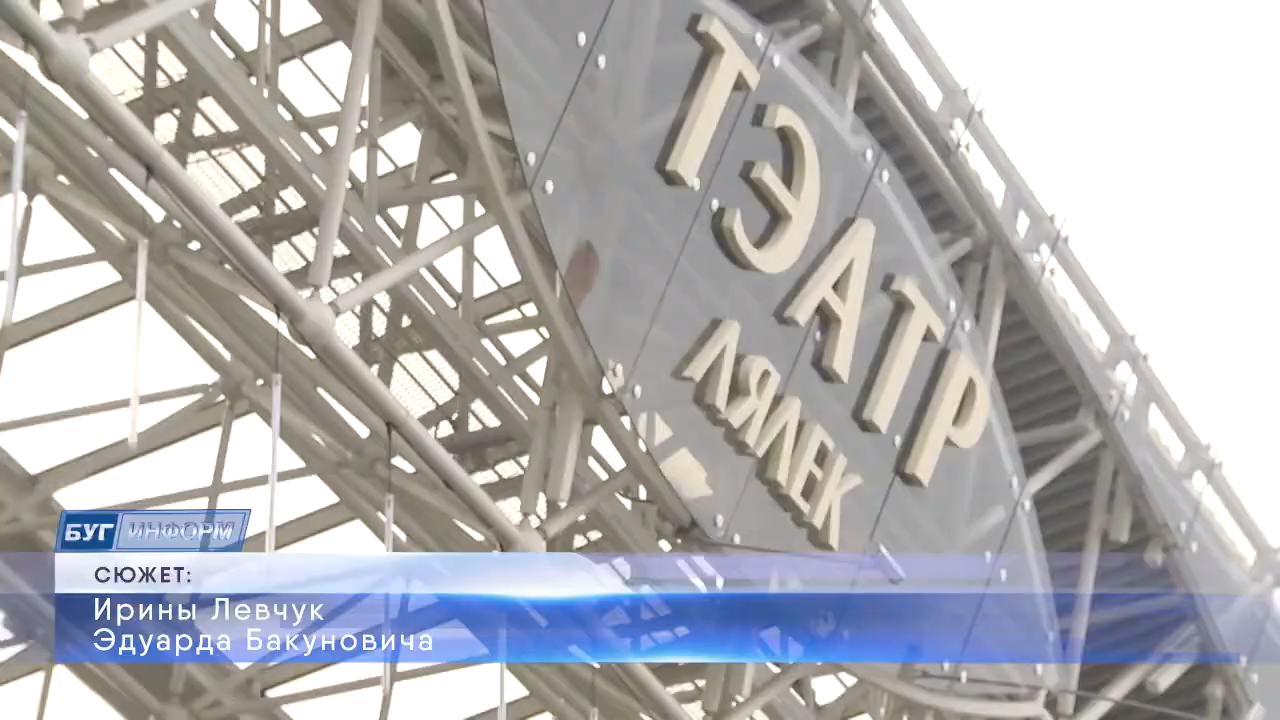 ТЭАТР
ЛЯЛЕК
БУГ ИНФОРМ
СЮЖЕТ:
Ирины Левчук
Эдуарда Бакуновича